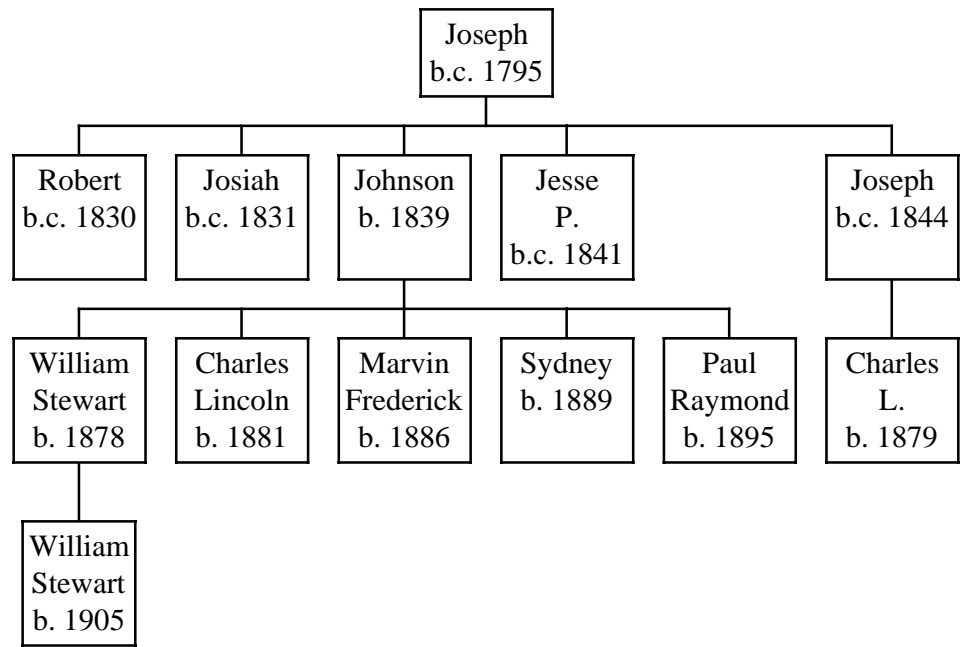 Joseph
b.c. 1795
Robert
b.c. 1830
Josiah
b.c. 1831
Johnson
b. 1839
Jesse
P.
b.c. 1841
Joseph
b.c. 1844
William
Stewart
b. 1878
Charles
Lincoln
b. 1881
Marvin
Frederick
b. 1886
Sydney
b. 1889
Paul
Raymond
b. 1895
Charles
L.
b. 1879
William
Stewart
b. 1905